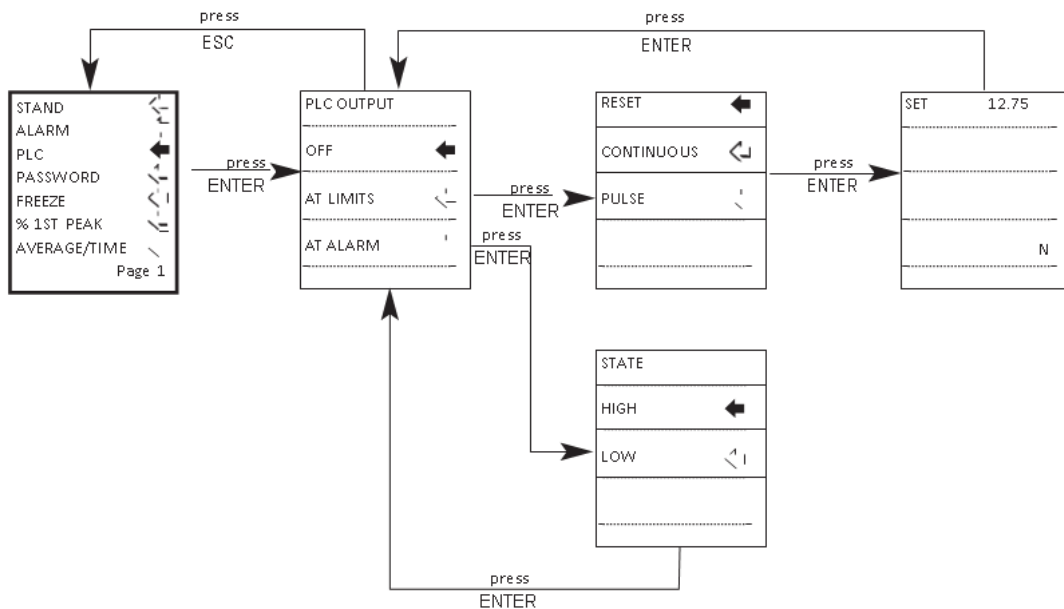 press
ESC
press
ENTER
STAND
ALARM
PLC
PASSWORD
FREEZE
% 1ST PEAK
AVERAGE/TIME
Page 1
press
ENTER
PLC OUTPUT
OFF
AT LIMITS
AT ALARM
press
ENTER
press
ENTER
RESET
CONTINUOUS
PULSE
press
ENTER
SET 12.75
N
STATE
HIGH
LOW
press
ENTER